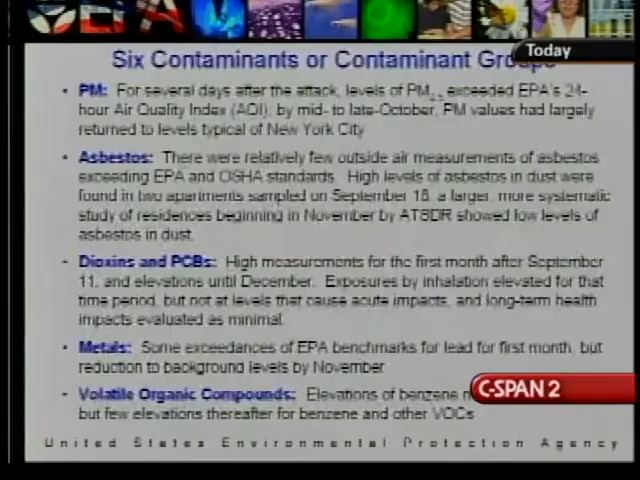 EPA
Today
Six Contaminants or Contaminant Groups
• PM: For several days after the attack, levels of PM2.5 exceeded EPA's 24-
hour Air Quality Index (AQI); by mid- to late-October, PM values had largely
returned to levels typical of New York City
• Asbestos: There were relatively few outside air measurements of asbestos
exceeding EPA and OSHA standards. High levels of asbestos in dust were
found in two apartments sampled on September 18, a larger, more systematic
study of residences beginning in November by ATSDR showed low levels of
asbestos in dust.
• Dioxins and PCBs: High measurements for the first month after September
11, and elevations until December. Exposures by inhalation elevated for that
time period, but not at levels that cause acute impacts, and long-term health
impacts evaluated as minimal.
• Metals: Some exceedances of EPA benchmarks for lead for first month, but
reduction to background levels by November
• Volatile Organic Compounds: Elevations of benzene
C-SPAN 2
but few elevations thereafter for benzene and other VOCs
United States Environmental Protection Agency